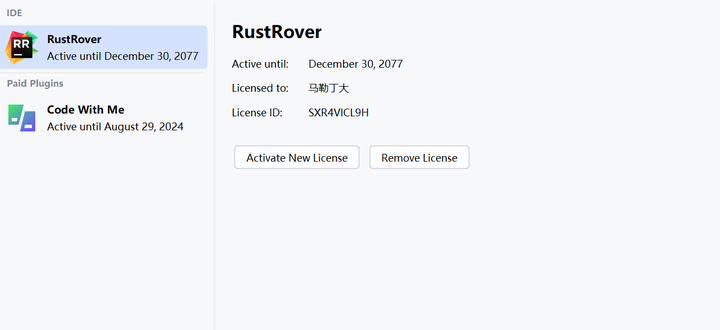 IDE
RR
RustRover
Active until December 30, 2077
Paid Plugins
Code With Me
Active until August 29, 2024
RustRover
Active until: December 30, 2077
Licensed to: 马勒丁大
License ID: SXR4VICL9H
Activate New License Remove License